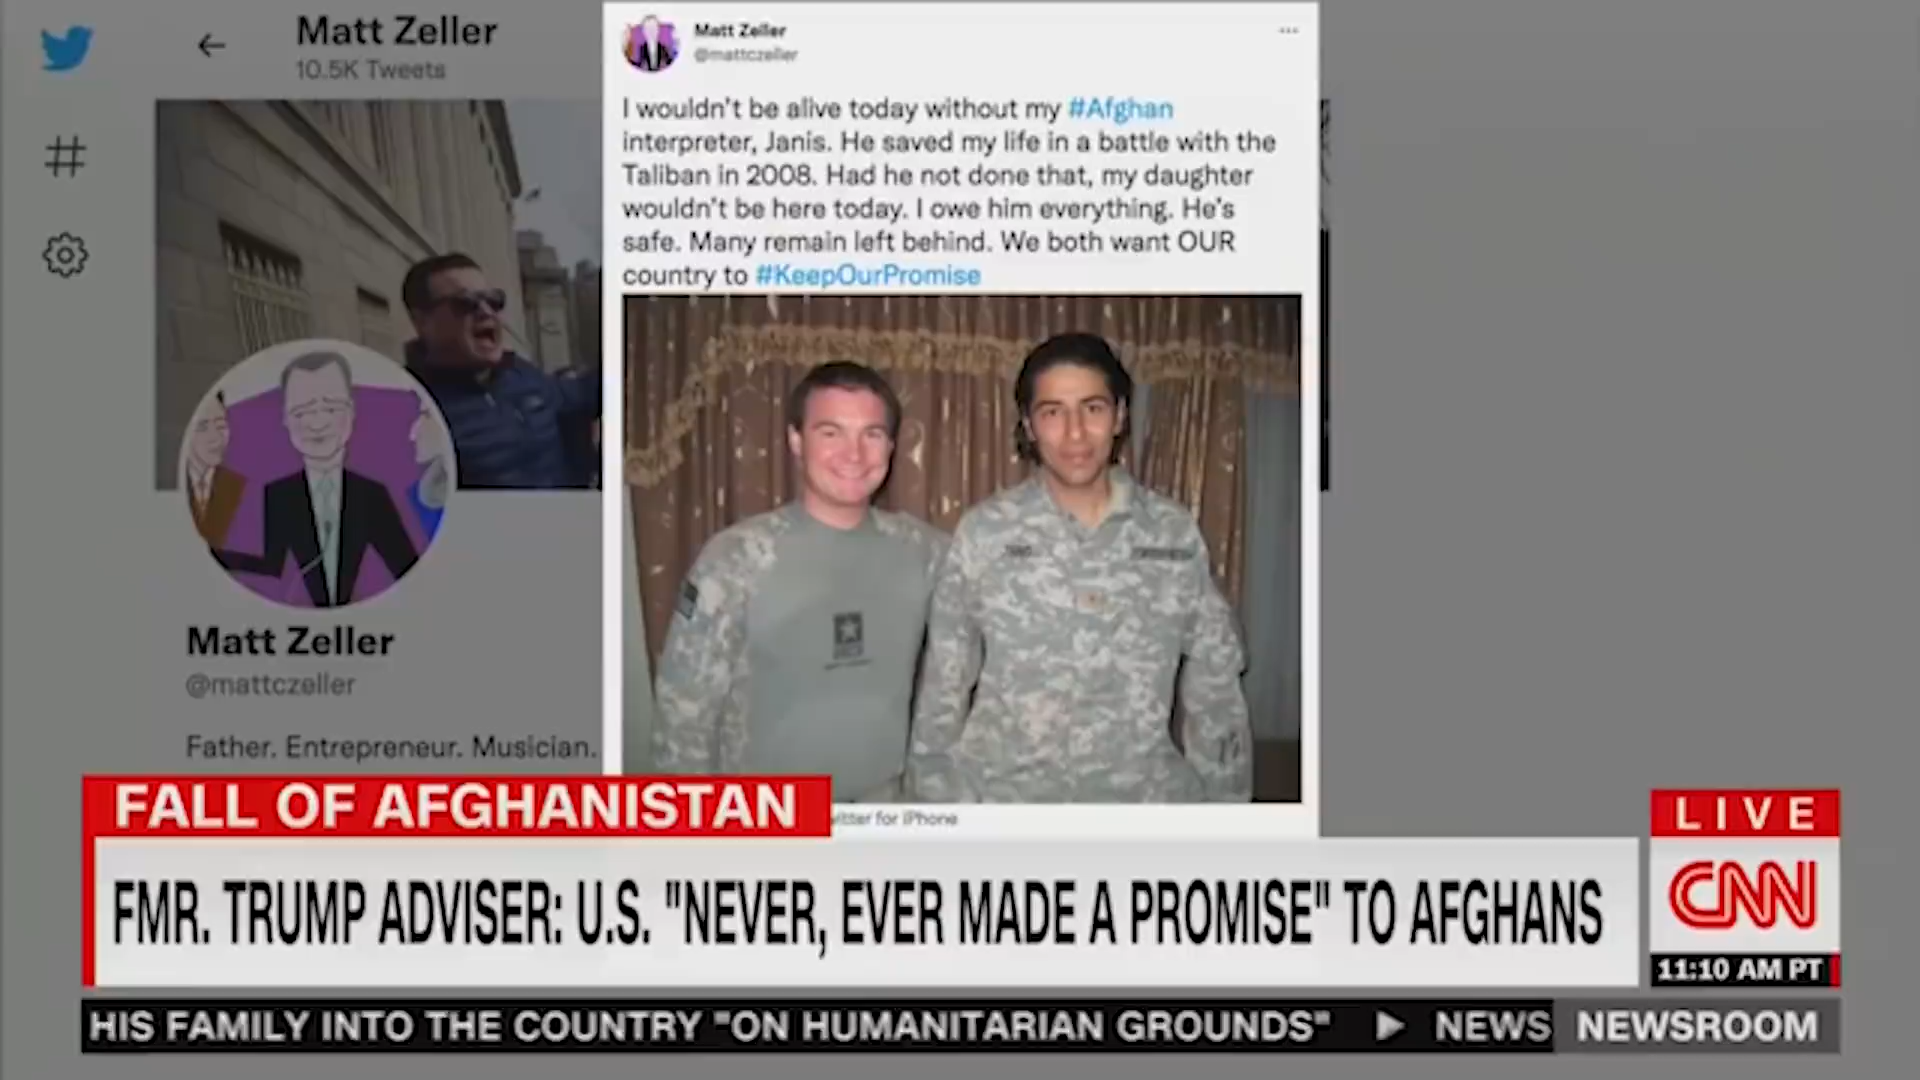 Matt Zeller
10.5K Tweets
Matt Zeller
@mattczeller
Father. Entrepreneur. Musician.
Matt Zeller
@mattczeller
I wouldn't be alive today without my #Afghan
interpreter, Janis. He saved my life in a battle with the
Taliban in 2008. Had he not done that, my daughter
wouldn't be here today. I owe him everything. He's
safe. Many remain left behind. We both want OUR
country to #KeepOurPromise
itter for iPhone
FALL OF AFGHANISTAN
FMR. TRUMP ADVISER: U.S. "NEVER, EVER MADE A PROMISE" TO AFGHANS
LIVE
CNN
11:10 AM PT
HIS FAMILY INTO THE COUNTRY "ON HUMANITARIAN GROUNDS" NEWS
NEWSROOM